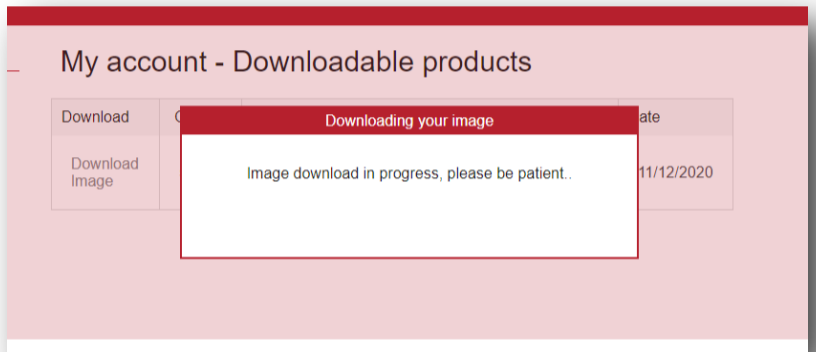 My account - Downloadable products
Download
Downloading your image
Image download in progress, please be patient..
Download
Image
11/12/2020